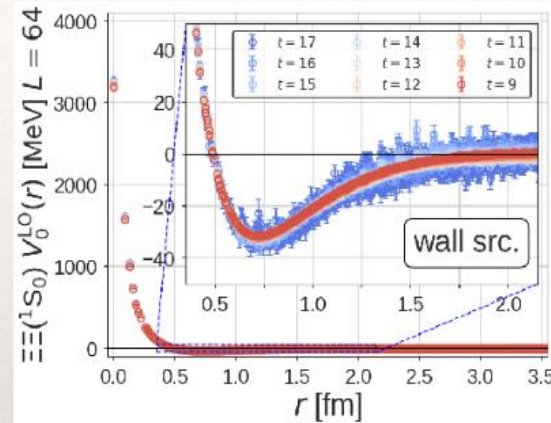 ΞΞ(¹S₀) V₀ᴸᴼ(r) [MeV] L = 64
4000
3000
2000
1000
0
0.0 0.5 1.0 1.5 2.0 2.5 3.0 3.5
r [fm]
40
20
0
−20
−40
0.5 1.0 1.5 2.0
t = 17 t = 14 t = 11
t = 16 t = 13 t = 10
t = 15 t = 12 t = 9
wall src.